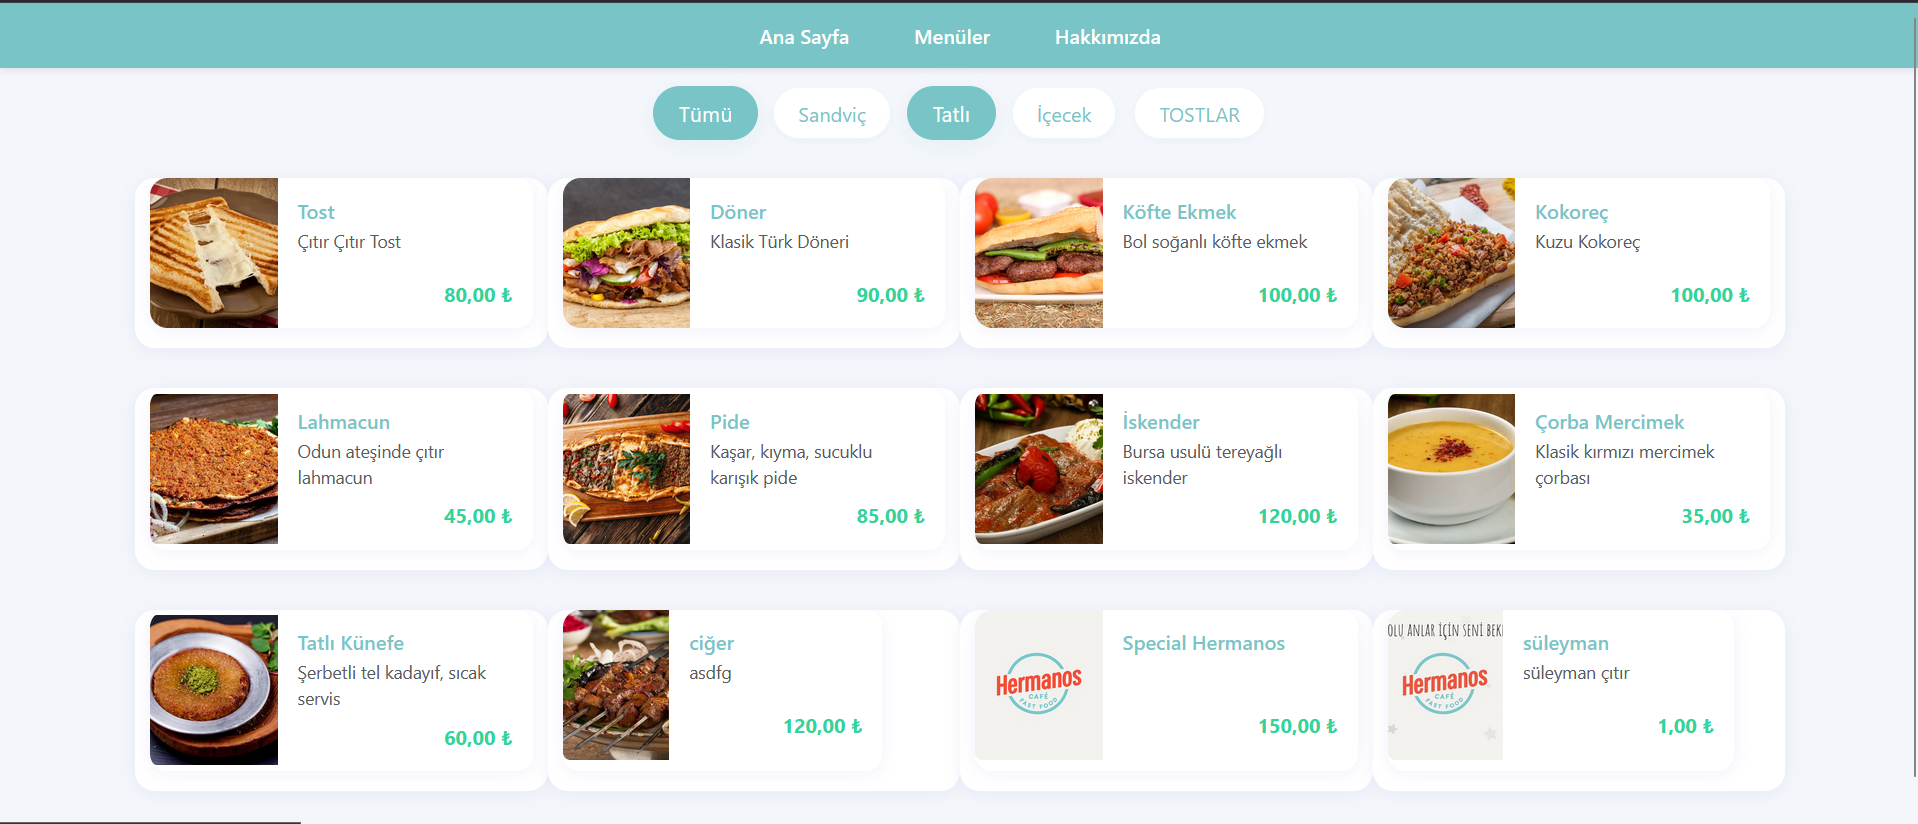 Ana Sayfa
Menüler
Hakkımızda
Tümü
Sandviç
Tatlı
İçecek
TOSTLAR
Tost
Çıtır Çıtır Tost
80,00 ₺
Döner
Klasik Türk Döneri
90,00 ₺
Köfte Ekmek
Bol soğanlı köfte ekmek
100,00 ₺
Kokoreç
Kuzu Kokoreç
100,00 ₺
Lahmacun
Odun ateşinde çıtır
lahmacun
45,00 ₺
Pide
Kaşar, kıyma, sucuklu
karışık pide
85,00 ₺
İskender
Bursa usulü tereyağlı
iskender
120,00 ₺
Çorba Mercimek
Klasik kırmızı mercimek
çorbası
35,00 ₺
Tatlı Künefe
Şerbetli tel kadayıf, sıcak
servis
60,00 ₺
ciğer
asdfg
120,00 ₺
Hermanos
CAFÉ
FAST FOOD
Special Hermanos
150,00 ₺
OLU ANLAR İÇİN SENİ BEK
Hermanos
CAFÉ
FAST FOOD
süleyman
süleyman çıtır
1,00 ₺